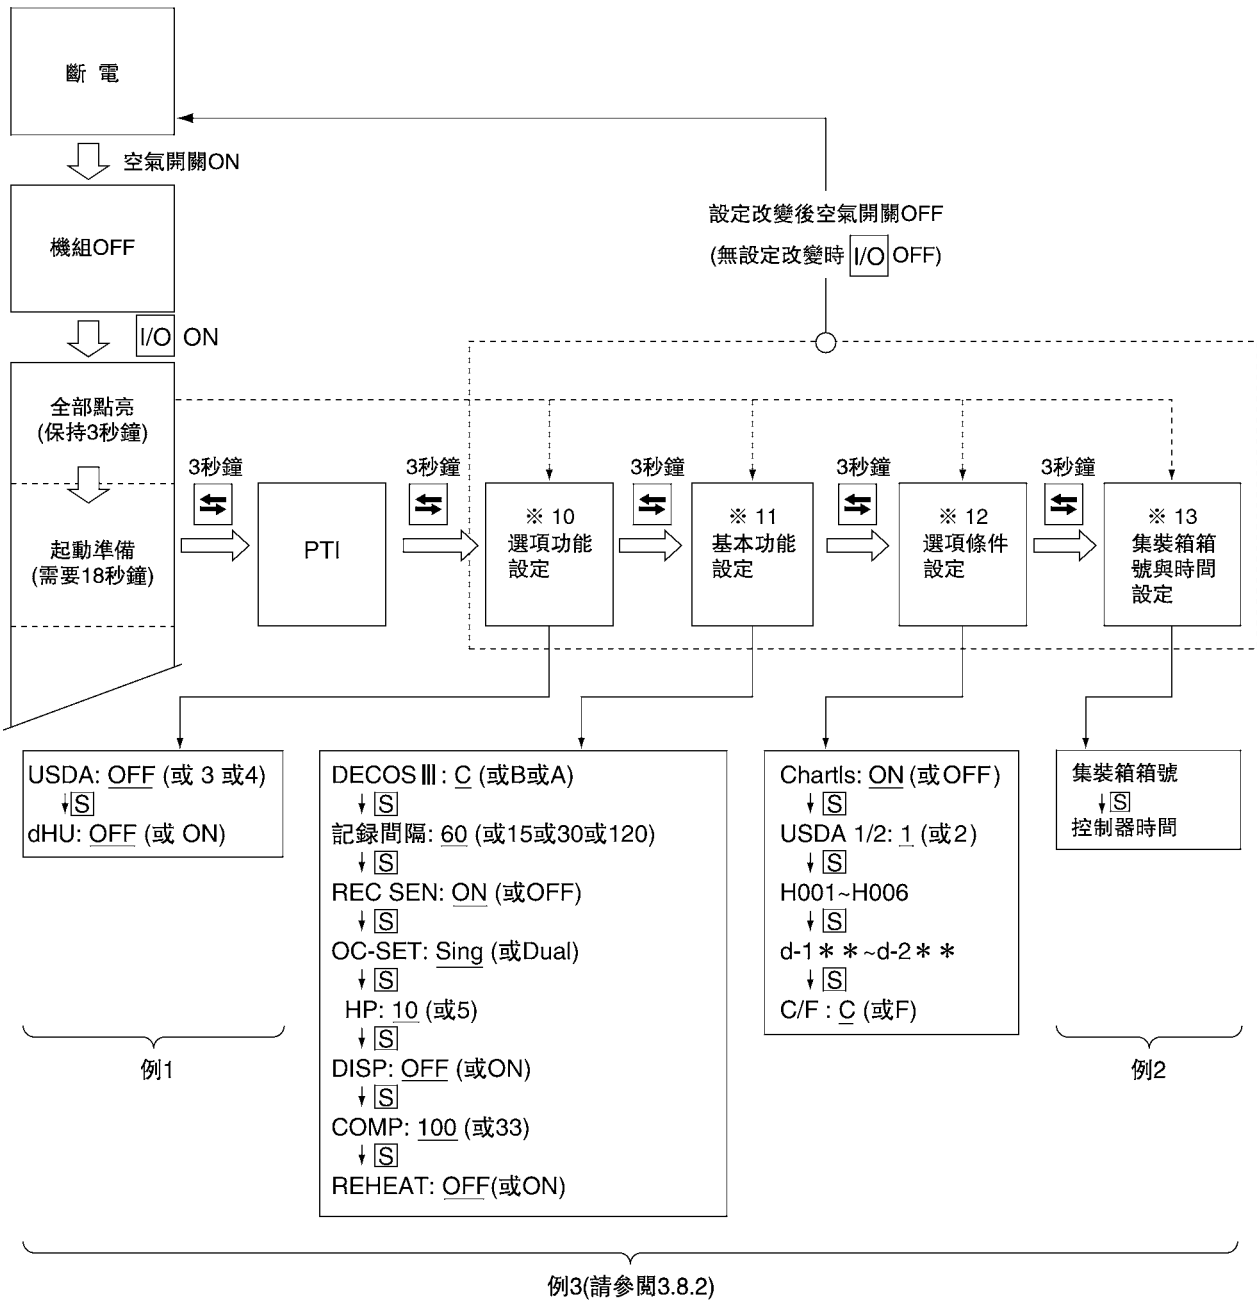 斷 電
空氣開關ON
機組OFF
I/O ON
設定改變後空氣開關OFF
(無設定改變時 I/O OFF)
全部點亮
(保持3秒鐘)
起動準備
(需要18秒鐘)
3秒鐘
PTI
3秒鐘
※ 10
選項功能
設定
3秒鐘
※ 11
基本功能
設定
3秒鐘
※ 12
選項條件
設定
3秒鐘
※ 13
集裝箱箱
號與時間
設定
USDA: OFF (或 3 或4)
S
dHU: OFF (或 ON)
例1
DECOSⅢ: C (或B或A)
S
記録間隔: 60 (或15或30或120)
S
REC SEN: ON (或OFF)
S
OC-SET: Sing (或Dual)
S
HP: 10 (或5)
S
DISP: OFF (或ON)
S
COMP: 100 (或33)
S
REHEAT: OFF(或ON)
Chartls: ON (或OFF)
S
USDA 1/2: 1 (或2)
S
H001~H006
S
d-1＊＊~d-2＊＊
S
C/F : C (或F)
集裝箱箱號
S
控制器時間
例2
例3(請參閲3.8.2)